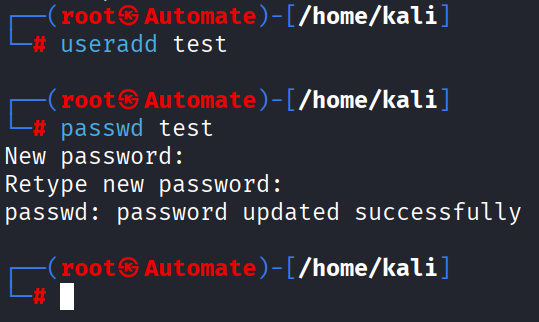 ┌──(root㉿Automate)-[/home/kali]
└─# useradd test
┌──(root㉿Automate)-[/home/kali]
└─# passwd test
New password:
Retype new password:
passwd: password updated successfully
┌──(root㉿Automate)-[/home/kali]
└─#